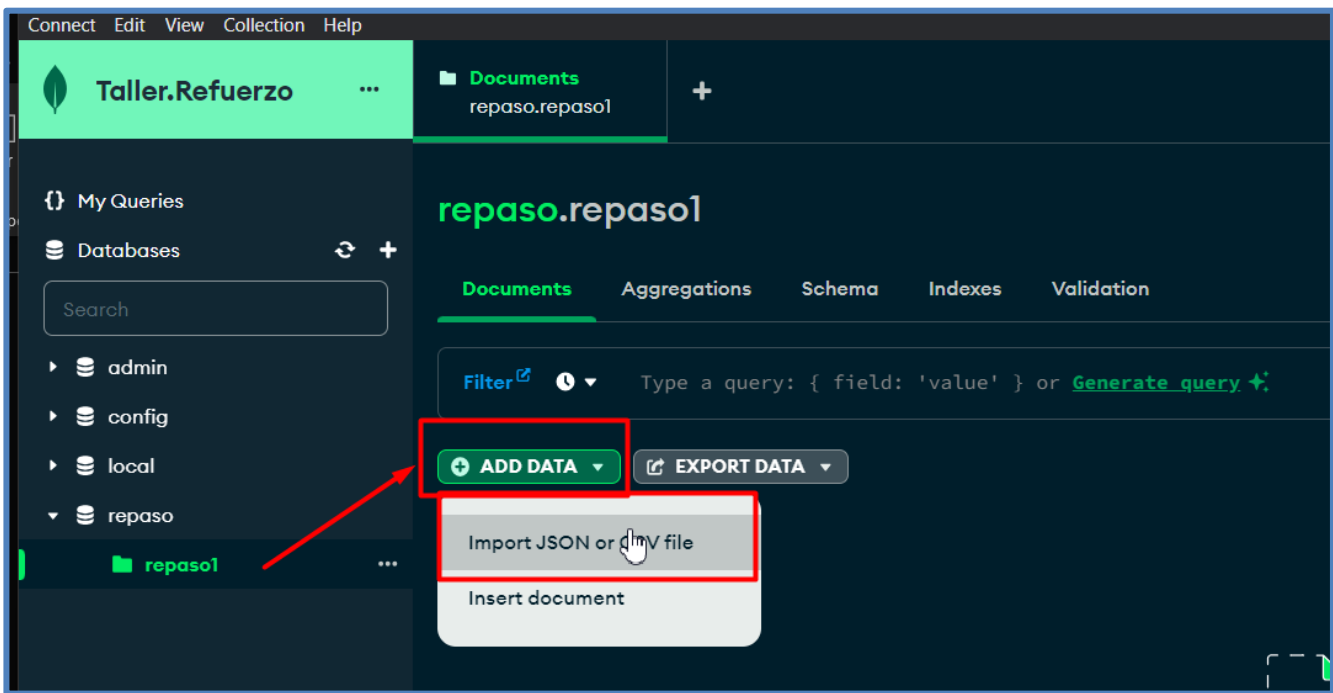 Connect Edit View Collection Help
Taller.Refuerzo
Documents
repaso.repaso1
My Queries
Databases
Search
admin
config
local
repaso
repaso1
repaso.repaso1
Documents Aggregations Schema Indexes Validation
Filter Type a query: { field: 'value' } or Generate query
ADD DATA EXPORT DATA
Import JSON or CSV file
Insert document